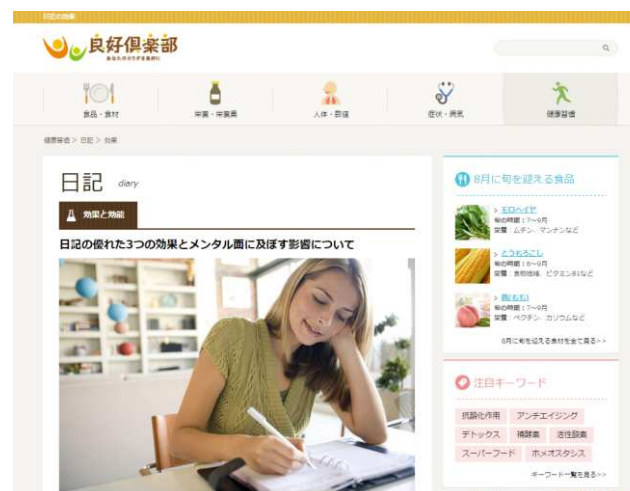 日記の効果
良好倶楽部
あなたのカラダを良好に
食品・食材
栄養・栄養素
人体・部位
症状・病気
健康習慣
健康習慣 > 日記 > 効果
日記 diary
効果と効能
日記の優れた3つの効果とメンタル面に及ぼす影響について
8月に旬を迎える食品
> モロヘイヤ
旬の時期：7～9月
栄養：ムチン、マンナンなど
> とうもろこし
旬の時期：6～9月
栄養：食物繊維、ビタミンB1など
> 桃(もも)
旬の時期：7～9月
栄養：ペクチン、カリウムなど
8月に旬を迎える食材を全て見る>>
注目キーワード
抗酸化作用 アンチエイジング
デトックス 補酵素 活性酸素
スーパーフード ホメオスタシス
キーワード一覧を見る>>